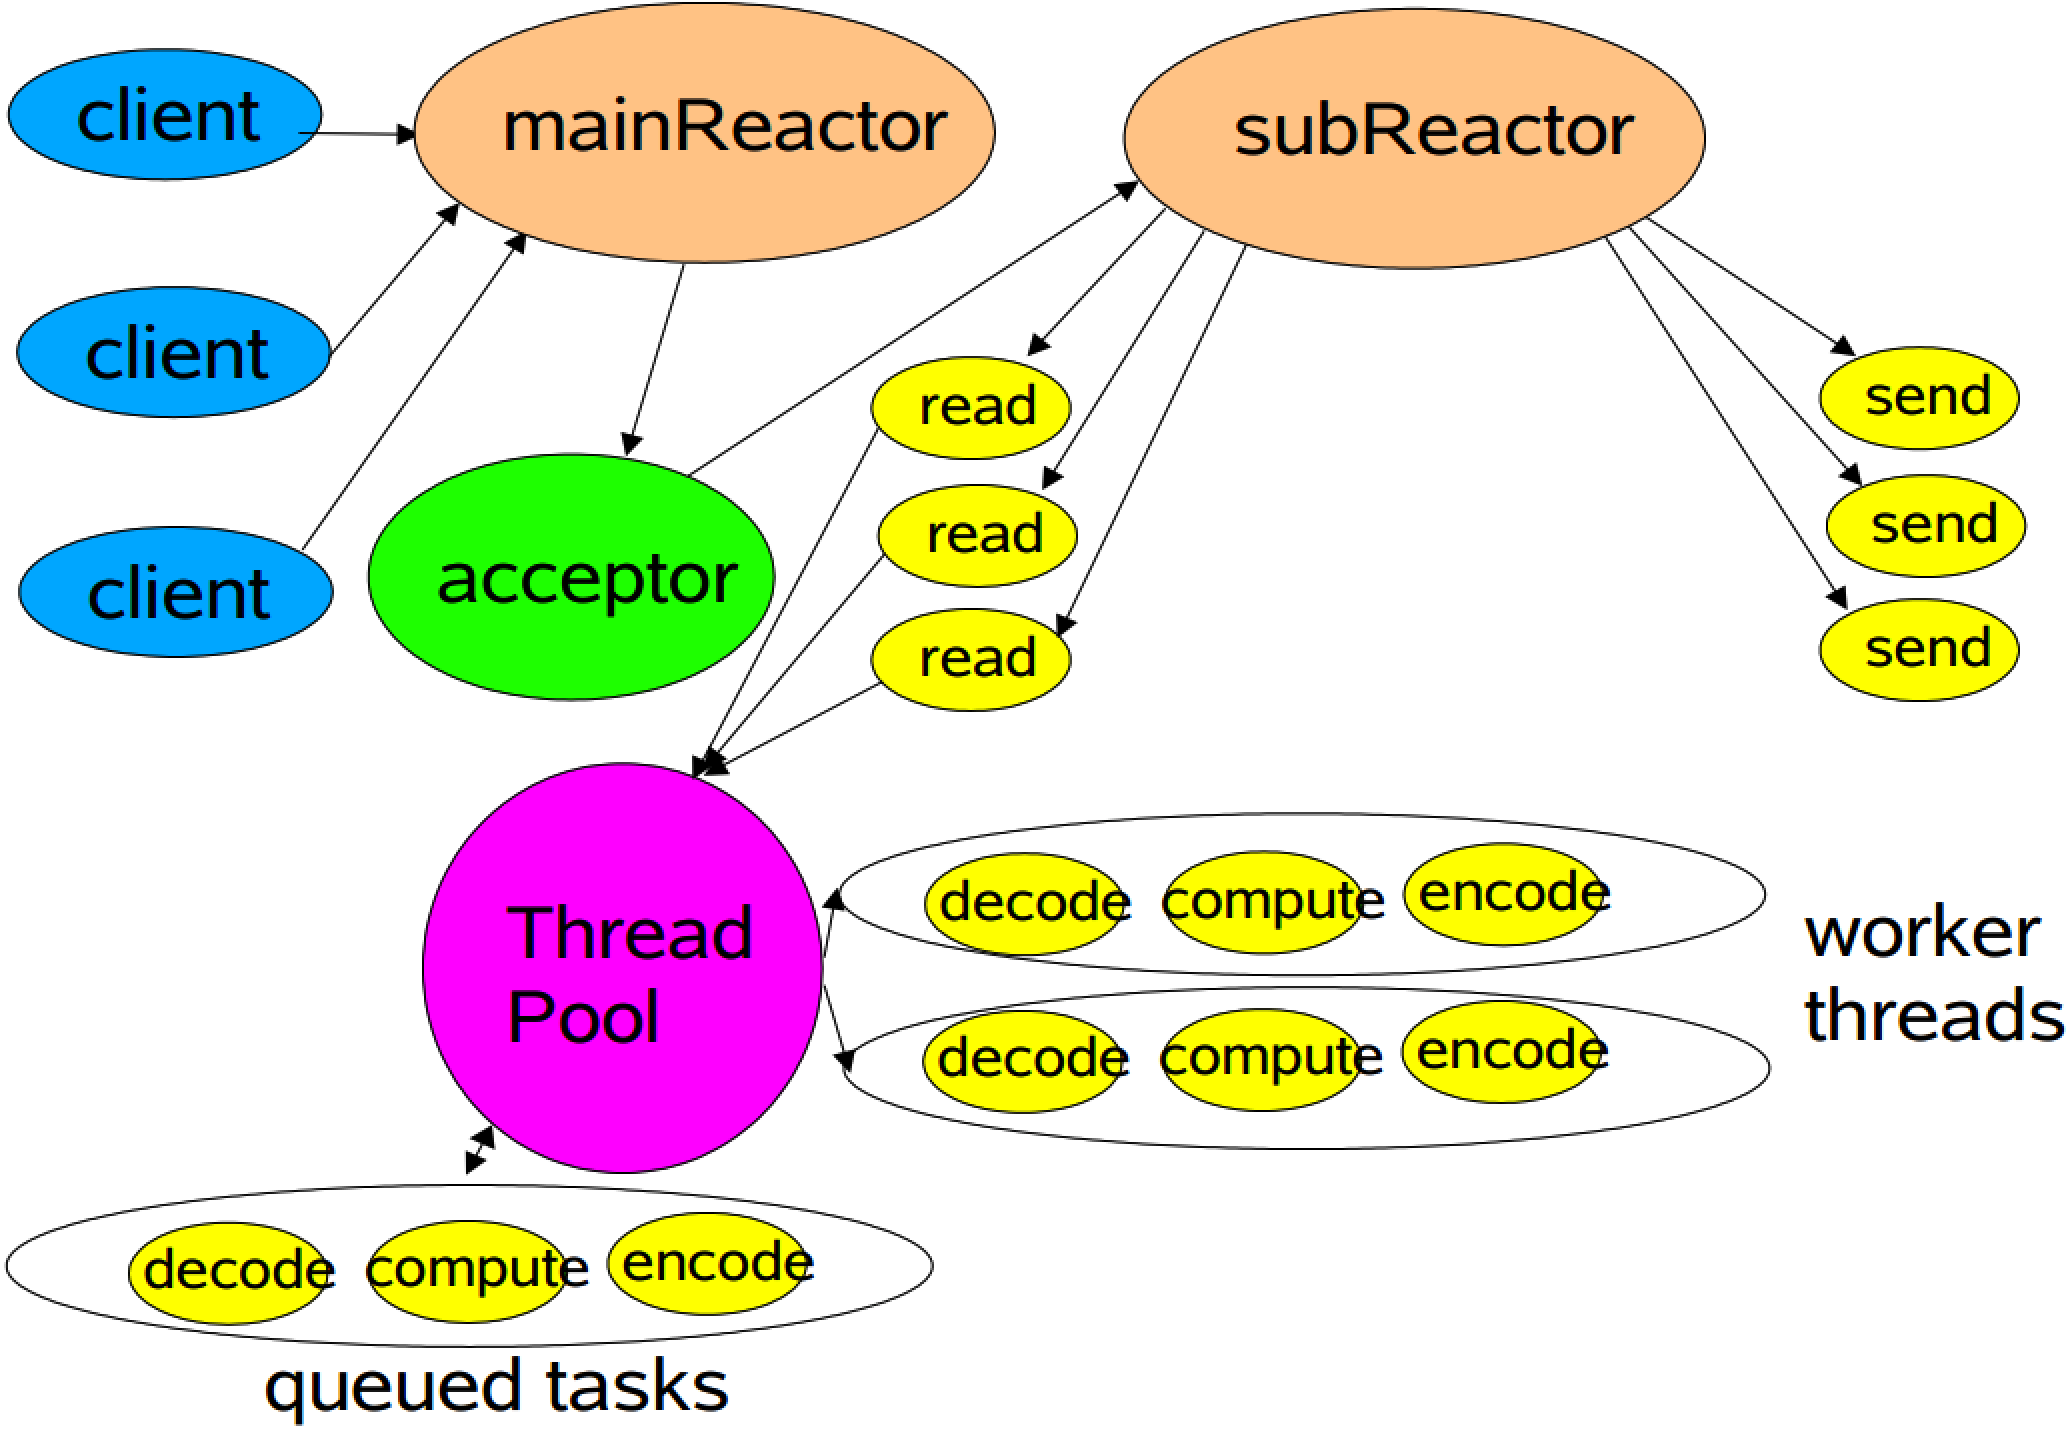 client
mainReactor
subReactor
client
client
acceptor
read
read
read
send
send
send
Thread
Pool
decode compute encode
decode compute encode
worker
threads
decode compute encode
queued tasks